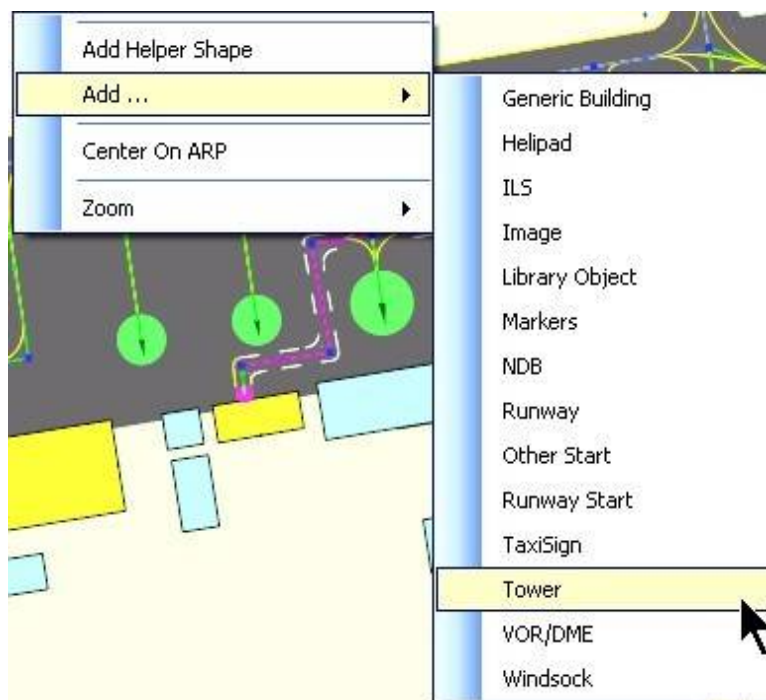 Add Helper Shape
Add ...
Center On ARP
Zoom
Generic Building
Helipad
ILS
Image
Library Object
Markers
NDB
Runway
Other Start
Runway Start
TaxiSign
Tower
VOR/DME
Windsock